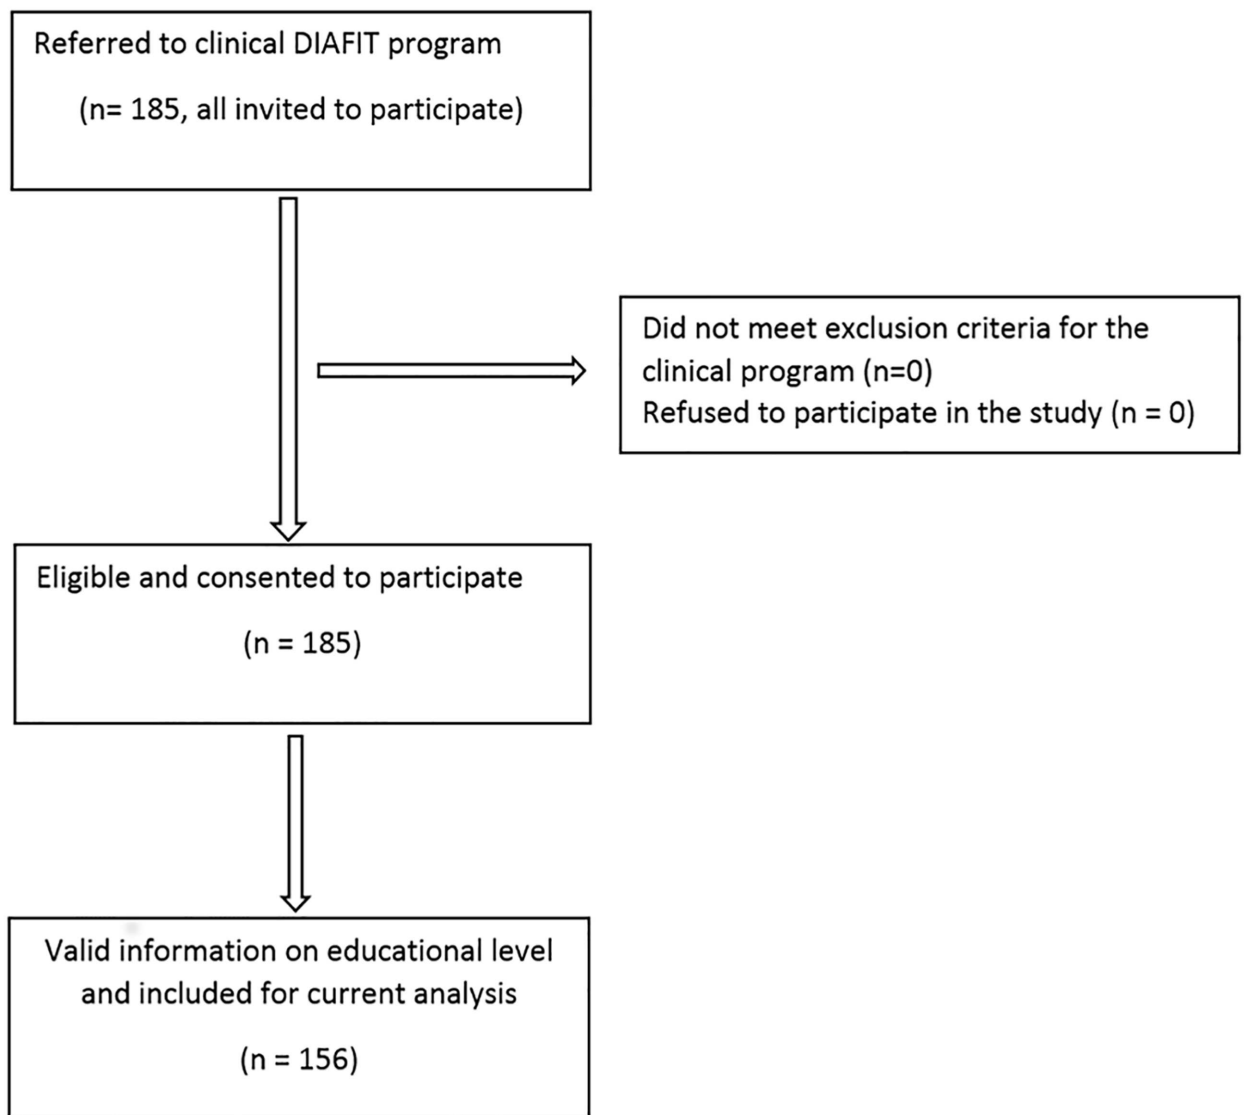 Referred to clinical DIAFIT program
(n= 185, all invited to participate)
Did not meet exclusion criteria for the
clinical program (n=0)
Refused to participate in the study (n = 0)
Eligible and consented to participate
(n = 185)
Valid information on educational level
and included for current analysis
(n = 156)